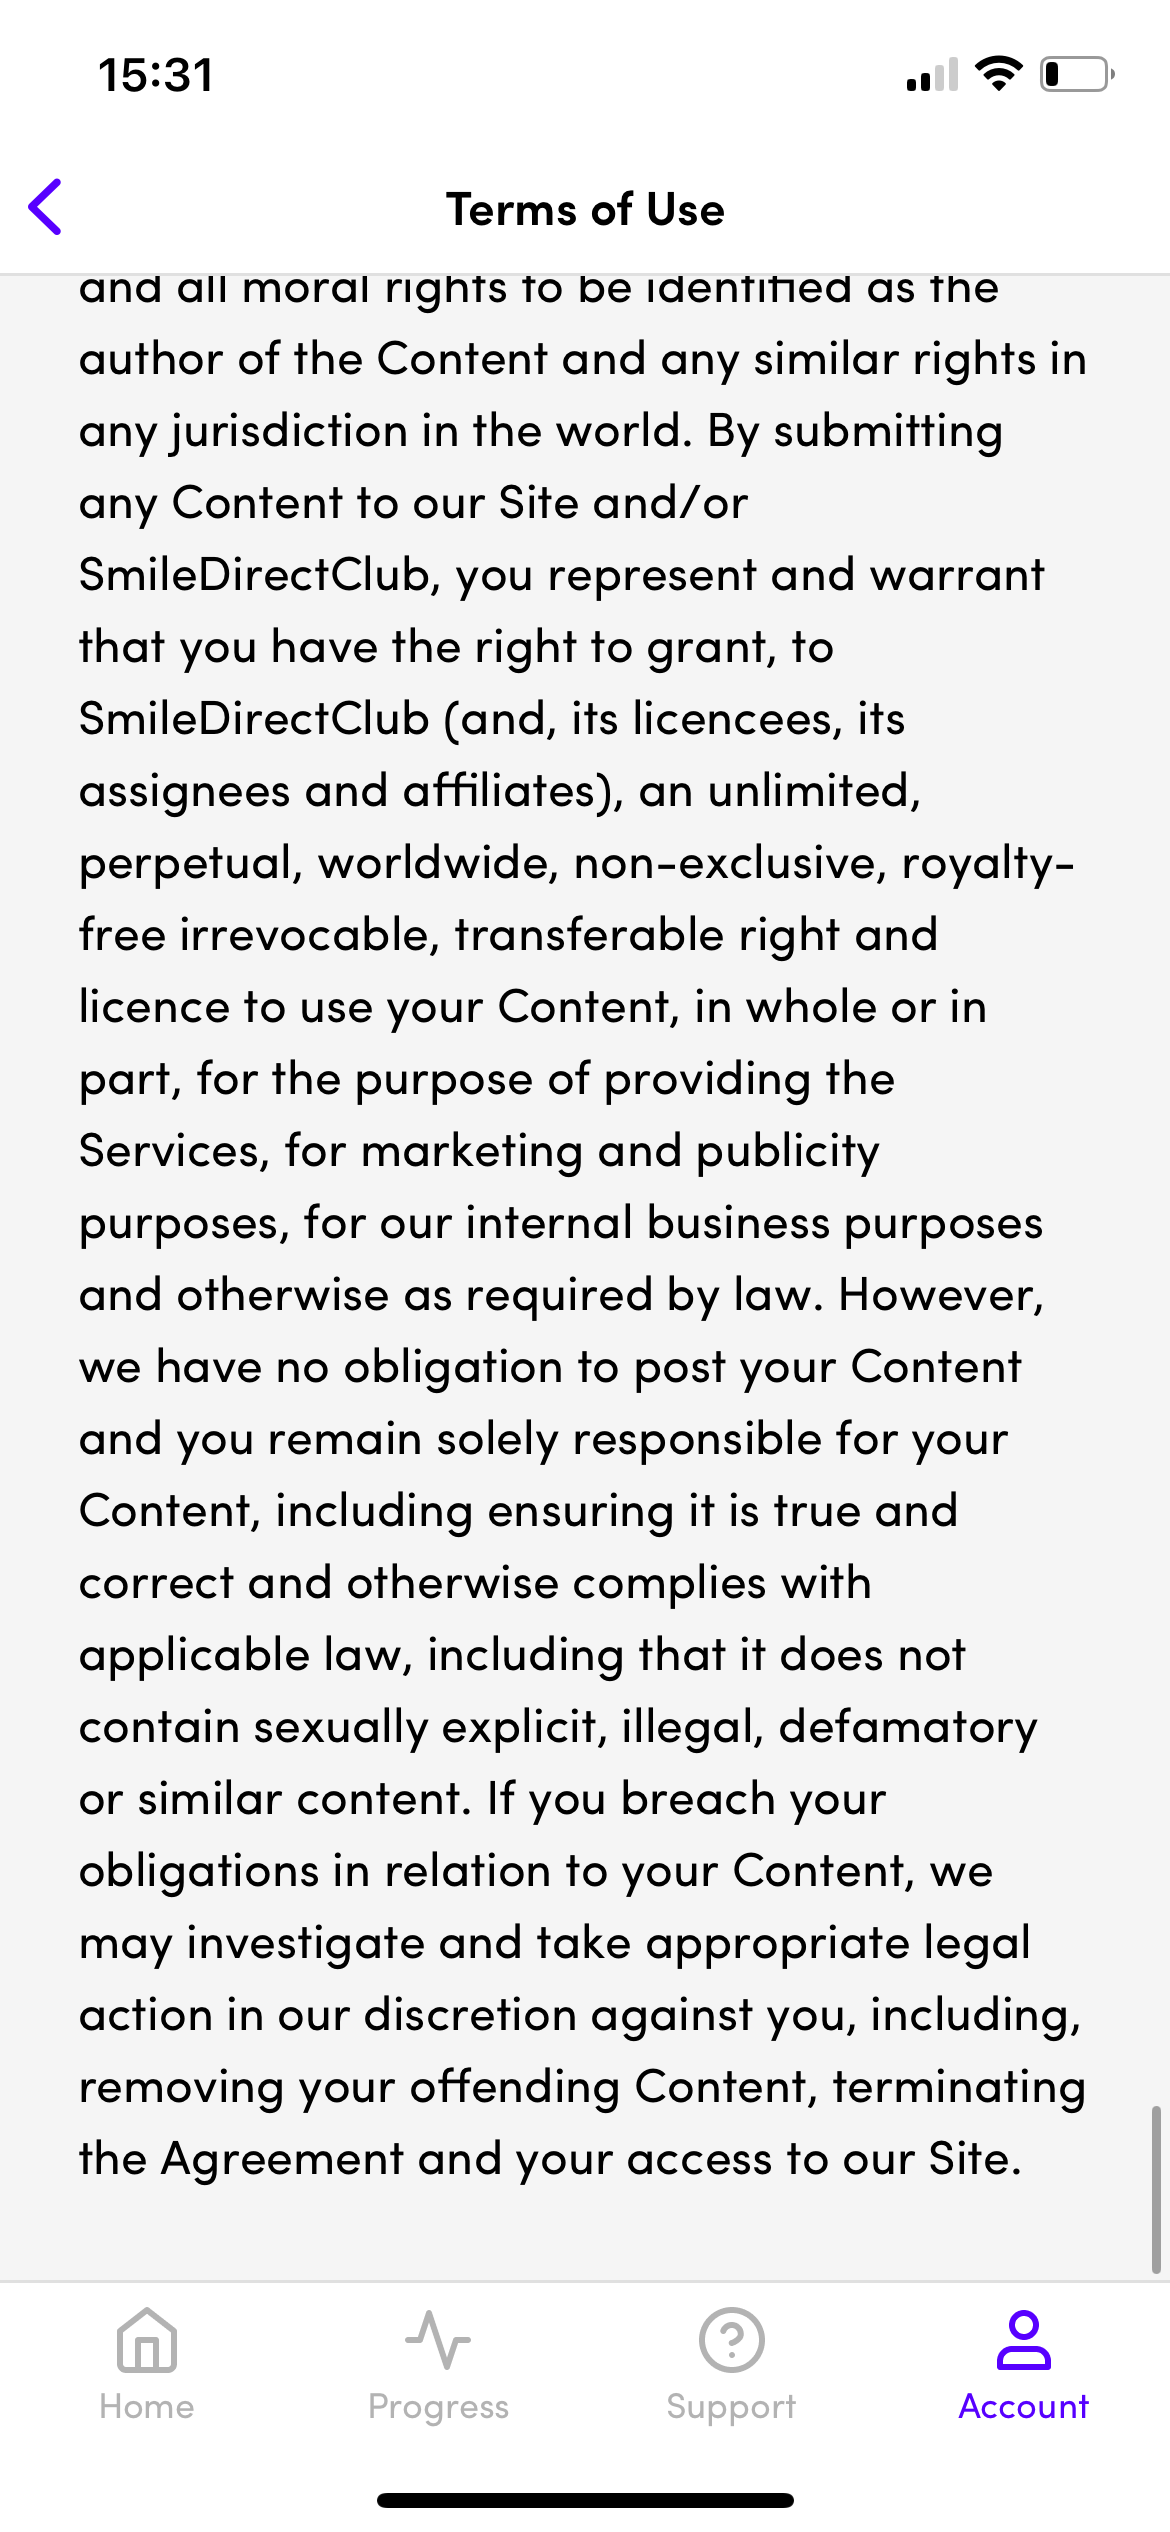 15:31
Terms of Use
and all moral rights to be identified as the
author of the Content and any similar rights in
any jurisdiction in the world. By submitting
any Content to our Site and/or
SmileDirectClub, you represent and warrant
that you have the right to grant, to
SmileDirectClub (and, its licencees, its
assignees and affiliates), an unlimited,
perpetual, worldwide, non-exclusive, royalty-
free irrevocable, transferable right and
licence to use your Content, in whole or in
part, for the purpose of providing the
Services, for marketing and publicity
purposes, for our internal business purposes
and otherwise as required by law. However,
we have no obligation to post your Content
and you remain solely responsible for your
Content, including ensuring it is true and
correct and otherwise complies with
applicable law, including that it does not
contain sexually explicit, illegal, defamatory
or similar content. If you breach your
obligations in relation to your Content, we
may investigate and take appropriate legal
action in our discretion against you, including,
removing your offending Content, terminating
the Agreement and your access to our Site.
Home Progress Support Account